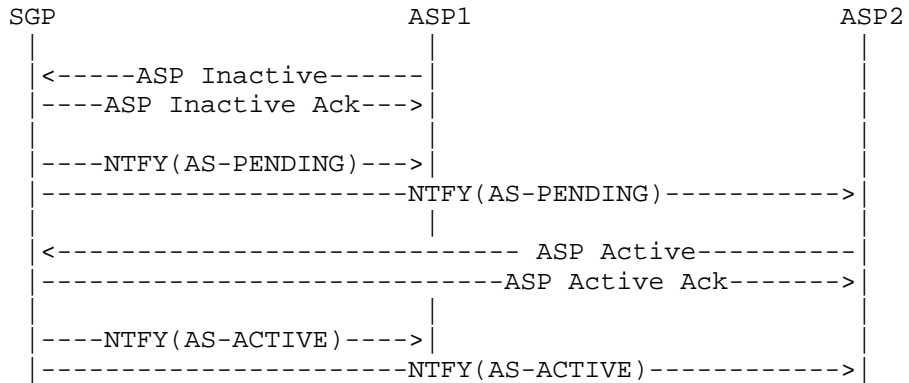 SGP ASP1 ASP2
<-----ASP Inactive------
----ASP Inactive Ack--->
----NTFY(AS-PENDING)--->
-----------------------NTFY(AS-PENDING)----------->
<------------------------------ ASP Active----------
-----------------------------ASP Active Ack------->
----NTFY(AS-ACTIVE)---->
-----------------------NTFY(AS-ACTIVE)------------>